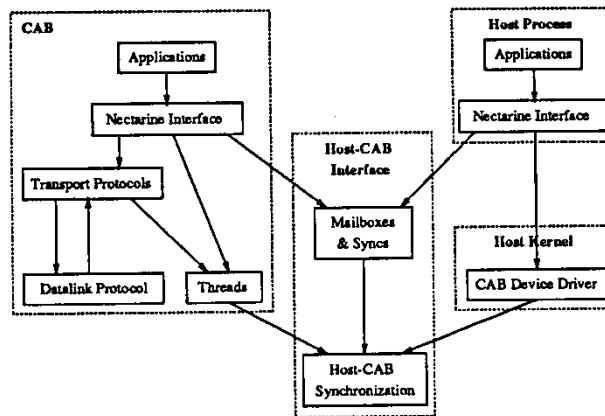 CAB
Applications
Nectarine Interface
Transport Protocols
Datalink Protocol
Threads
Host-CAB
Interface
Mailboxes
& Syncs
Host-CAB
Synchronization
Host Process
Applications
Nectarine Interface
Host Kernel
CAB Device Driver